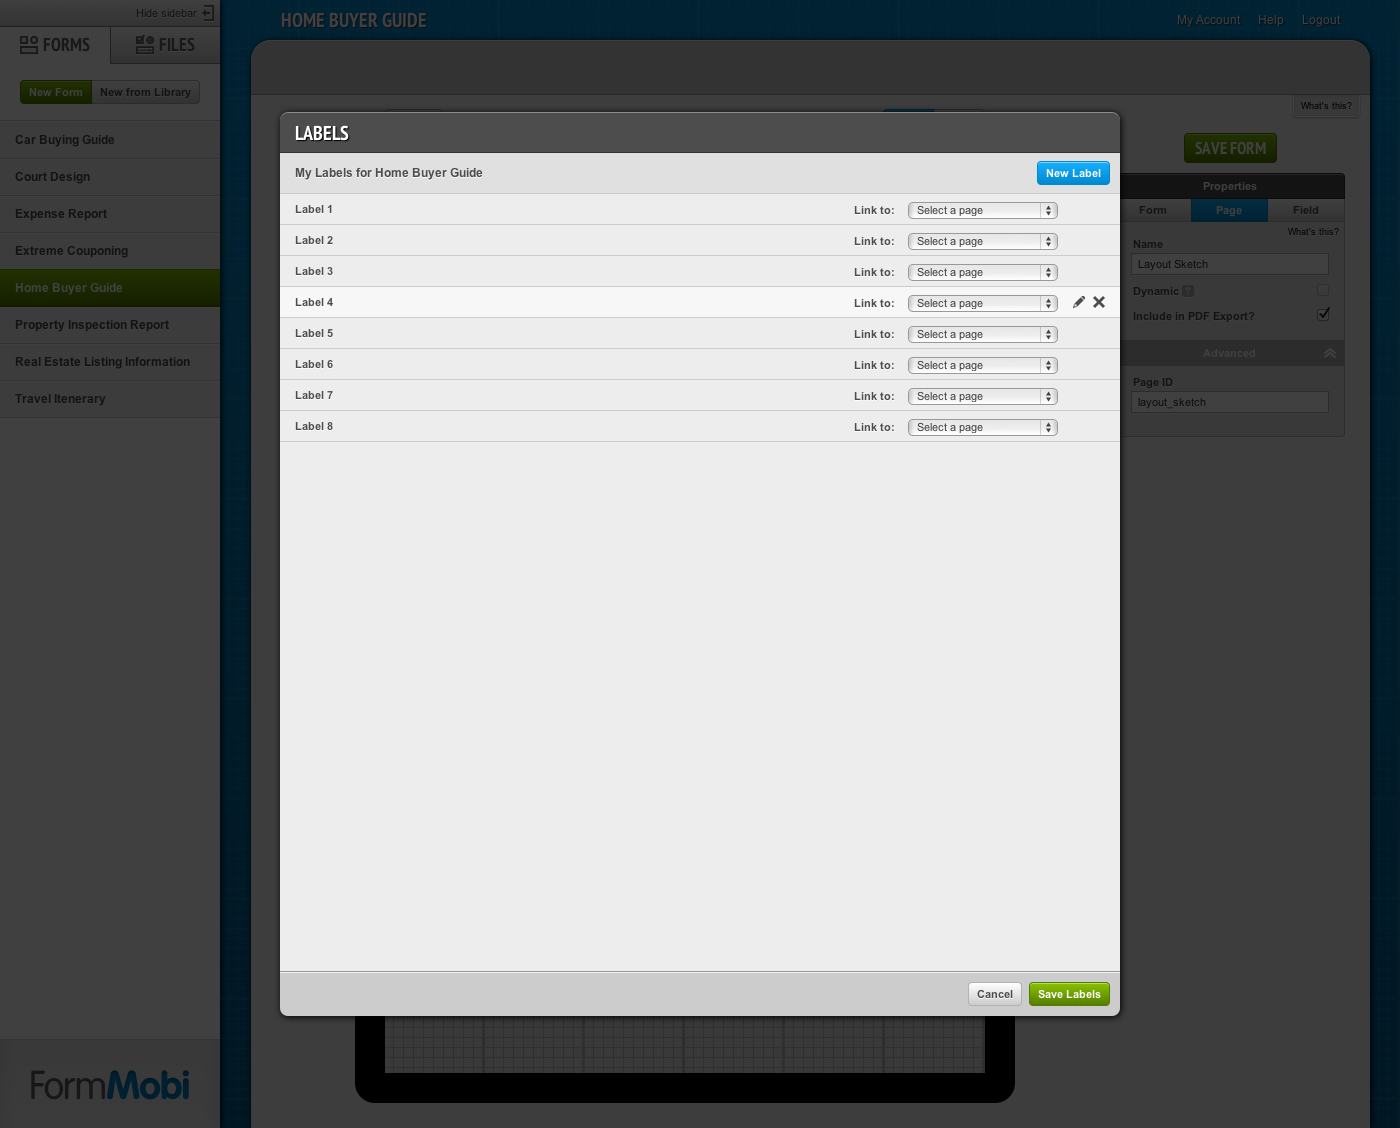 Hide sidebar
HOME BUYER GUIDE
My Account Help Logout
FORMS FILES
New Form New from Library
What's this?
Car Buying Guide
Court Design
Expense Report
Extreme Couponing
Home Buyer Guide
Property Inspection Report
Real Estate Listing Information
Travel Itenerary
LABELS
My Labels for Home Buyer Guide New Label
Label 1 Link to: Select a page
Label 2 Link to: Select a page
Label 3 Link to: Select a page
Label 4 Link to: Select a page
Label 5 Link to: Select a page
Label 6 Link to: Select a page
Label 7 Link to: Select a page
Label 8 Link to: Select a page
Cancel Save Labels
SAVE FORM
Properties
Form Page Field
What's this?
Name
Layout Sketch
Dynamic ?
Include in PDF Export?
Advanced
Page ID
layout_sketch
FormMobi